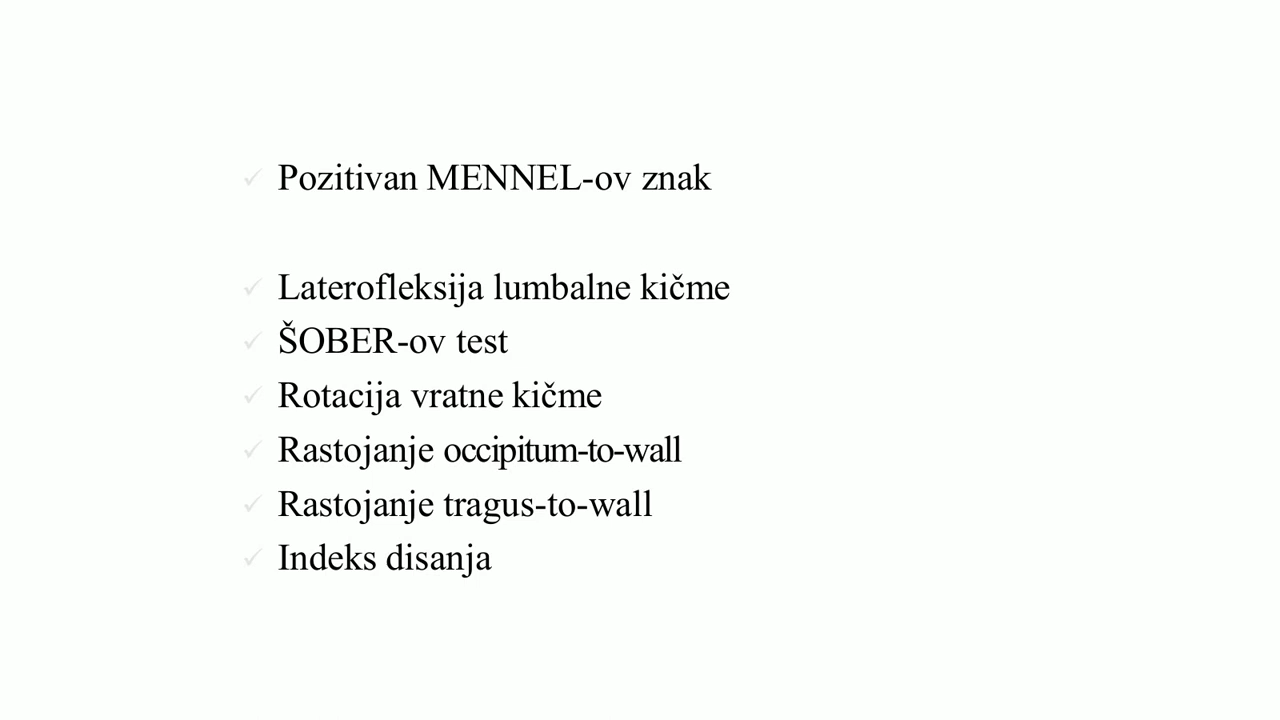 ✓ Pozitivan MENNEL-ov znak
✓ Laterofleksija lumbalne kičme
✓ ŠOBER-ov test
✓ Rotacija vratne kičme
✓ Rastojanje occipitum-to-wall
✓ Rastojanje tragus-to-wall
✓ Indeks disanja